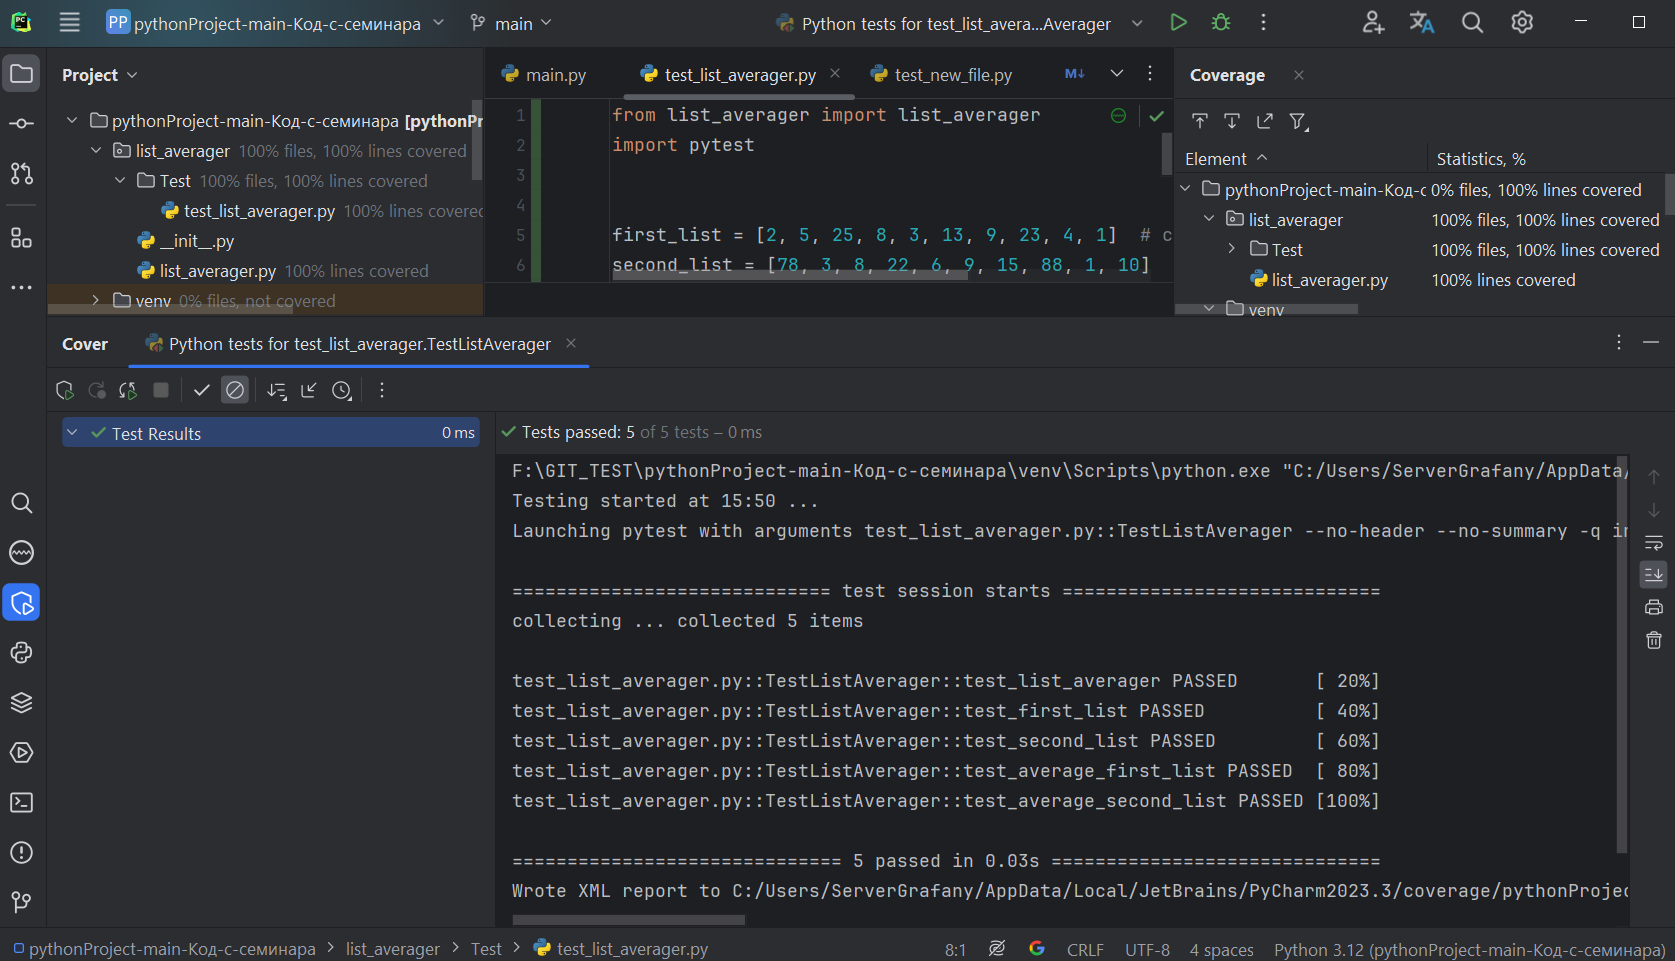 PP pythonProject-main-Код-с-семинара main Python tests for test_list_avera...Averager
Project
main.py test_list_averager.py test_new_file.py M↓
Coverage
pythonProject-main-Код-с-семинара [pythonPr
list_averager 100% files, 100% lines covered
Test 100% files, 100% lines covered
test_list_averager.py 100% lines covered
__init__.py
list_averager.py 100% lines covered
venv 0% files, not covered
1 from list_averager import list_averager
2 import pytest
3
4
5 first_list = [2, 5, 25, 8, 3, 13, 9, 23, 4, 1] # c
6 second_list = [78, 3, 8, 22, 6, 9, 15, 88, 1, 10]
Element Statistics, %
pythonProject-main-Код-с 0% files, 100% lines covered
list_averager 100% files, 100% lines covered
Test 100% files, 100% lines covered
list_averager.py 100% lines covered
venv
Cover Python tests for test_list_averager.TestListAverager
Test Results 0 ms
Tests passed: 5 of 5 tests – 0 ms
F:\GIT_TEST\pythonProject-main-Код-с-семинара\venv\Scripts\python.exe "C:/Users/ServerGrafany/AppData/
Testing started at 15:50 ...
Launching pytest with arguments test_list_averager.py::TestListAverager --no-header --no-summary -q in
============================= test session starts =============================
collecting ... collected 5 items
test_list_averager.py::TestListAverager::test_list_averager PASSED [ 20%]
test_list_averager.py::TestListAverager::test_first_list PASSED [ 40%]
test_list_averager.py::TestListAverager::test_second_list PASSED [ 60%]
test_list_averager.py::TestListAverager::test_average_first_list PASSED [ 80%]
test_list_averager.py::TestListAverager::test_average_second_list PASSED [100%]
============================== 5 passed in 0.03s ==============================
Wrote XML report to C:/Users/ServerGrafany/AppData/Local/JetBrains/PyCharm2023.3/coverage/pythonProjec
pythonProject-main-Код-с-семинара > list_averager > Test > test_list_averager.py 8:1 CRLF UTF-8 4 spaces Python 3.12 (pythonProject-main-Код-с-семинара)